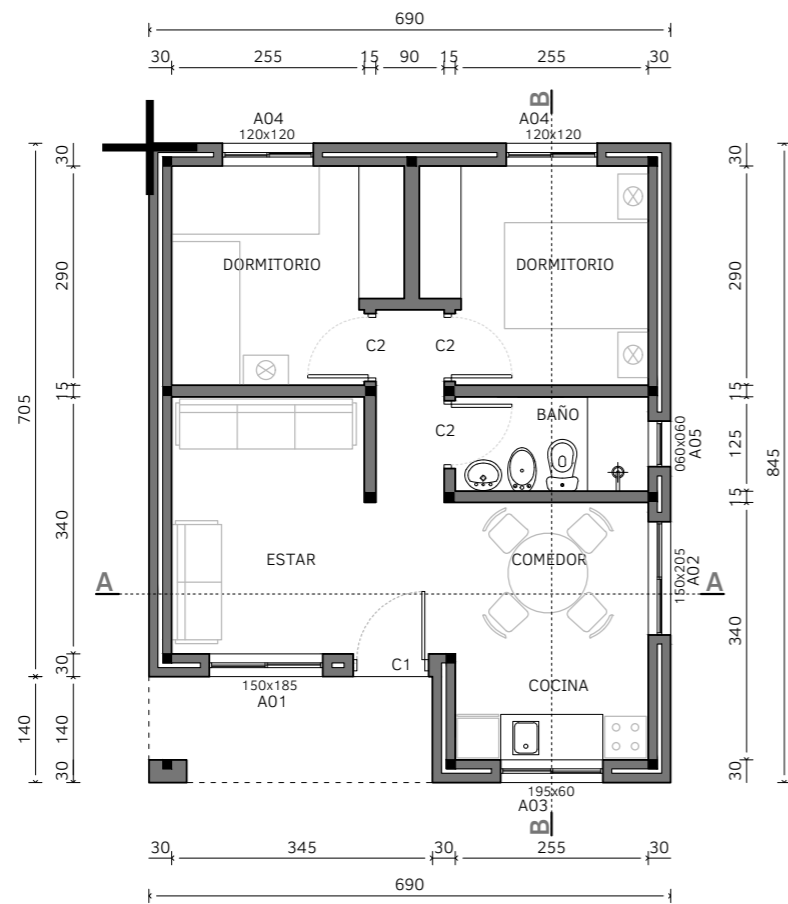 690
30 255 15 90 15 255 30
B
A04 A04
120x120 120x120
30 30
DORMITORIO DORMITORIO
290 290
C2 C2
15 15
705
BAÑO
C2
060x060
A05
125
845
15
340
ESTAR COMEDOR
150x205
A02
A A
340
30
C1
COCINA
150x185
A01
140 140
30 30
195x60
A03
B
30 345 30 255 30
690